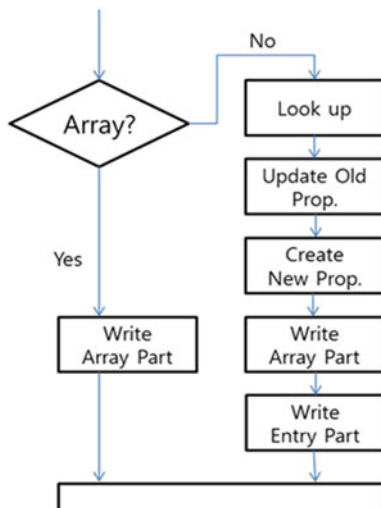 No
Array?
Look up
Update Old
Prop.
Create
New Prop.
Yes
Write
Array Part
Write
Array Part
Write
Entry Part